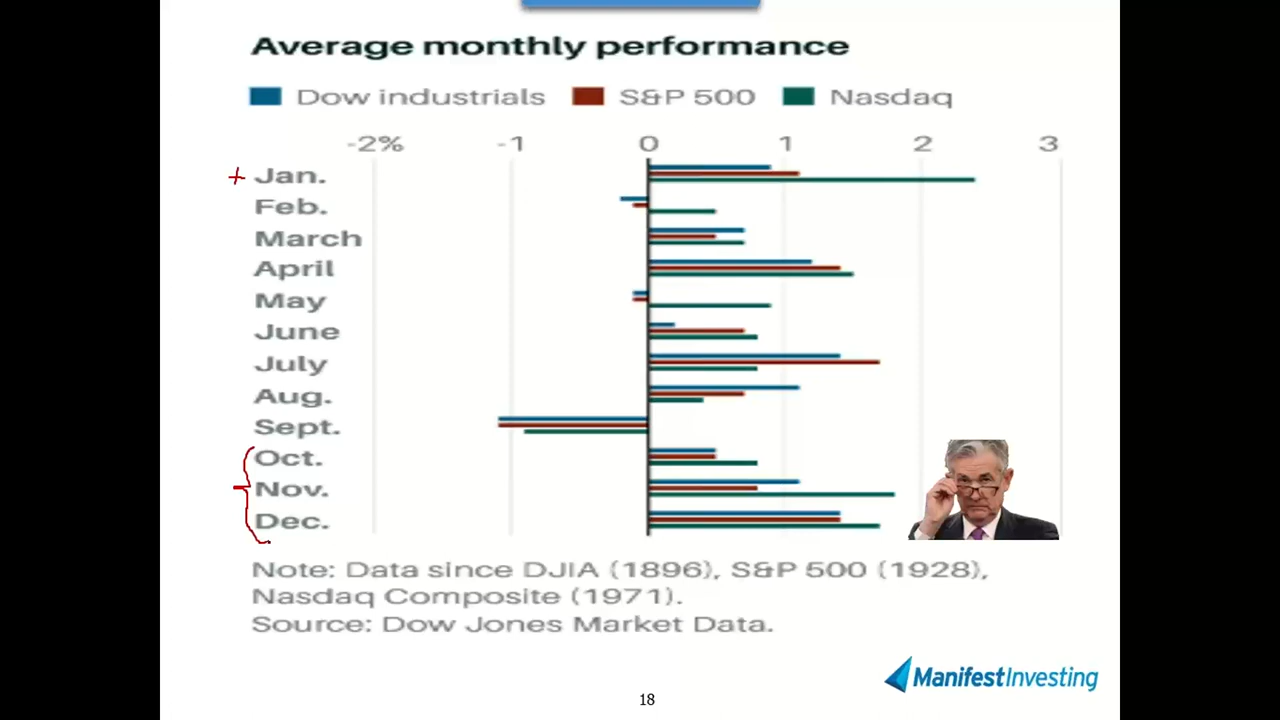 Average monthly performance
Dow industrials S&P 500 Nasdaq
-2% -1 0 1 2 3
+ Jan.
Feb.
March
April
May
June
July
Aug.
Sept.
Oct.
Nov.
Dec.
Note: Data since DJIA (1896), S&P 500 (1928),
Nasdaq Composite (1971).
Source: Dow Jones Market Data.
ManifestInvesting
18